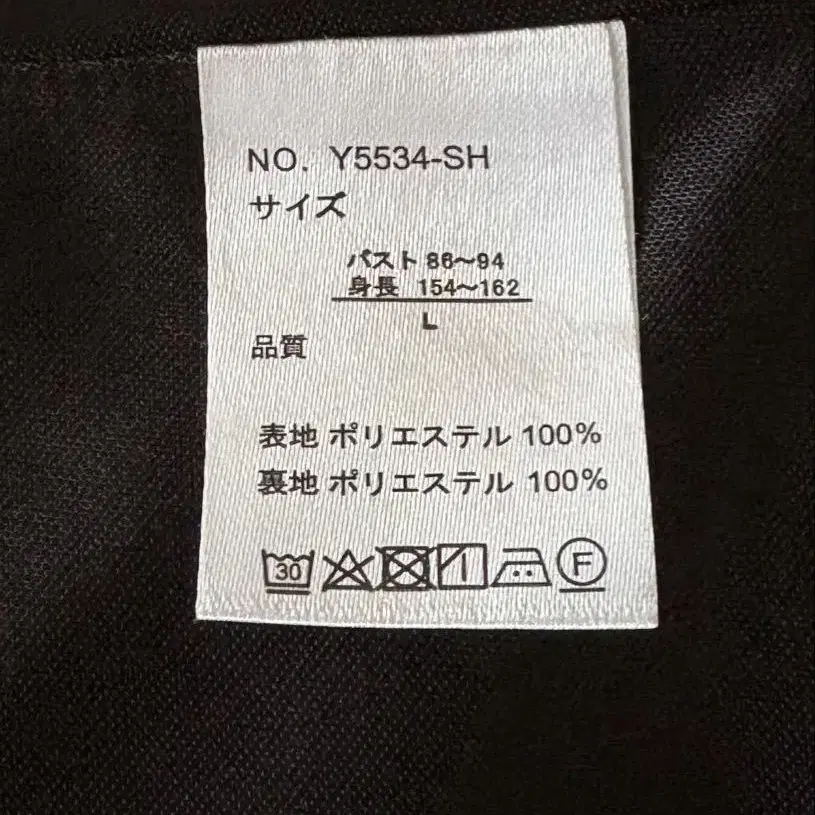 NO. Y5534-SH
サイズ
バスト 86〜94
身長 154〜162
L
品質
表地 ポリエステル 100%
裏地 ポリエステル 100%
30
F